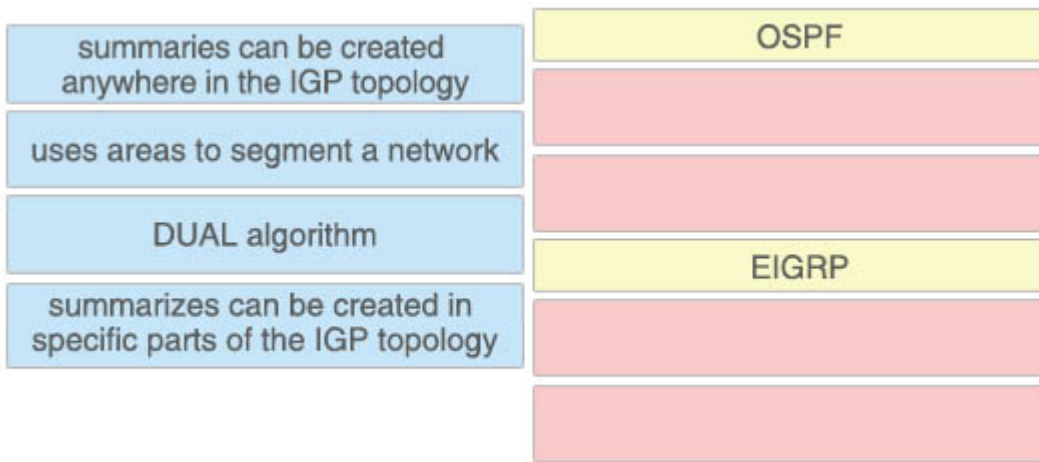 summaries can be created
anywhere in the IGP topology
uses areas to segment a network
DUAL algorithm
summarizes can be created in
specific parts of the IGP topology
OSPF
EIGRP